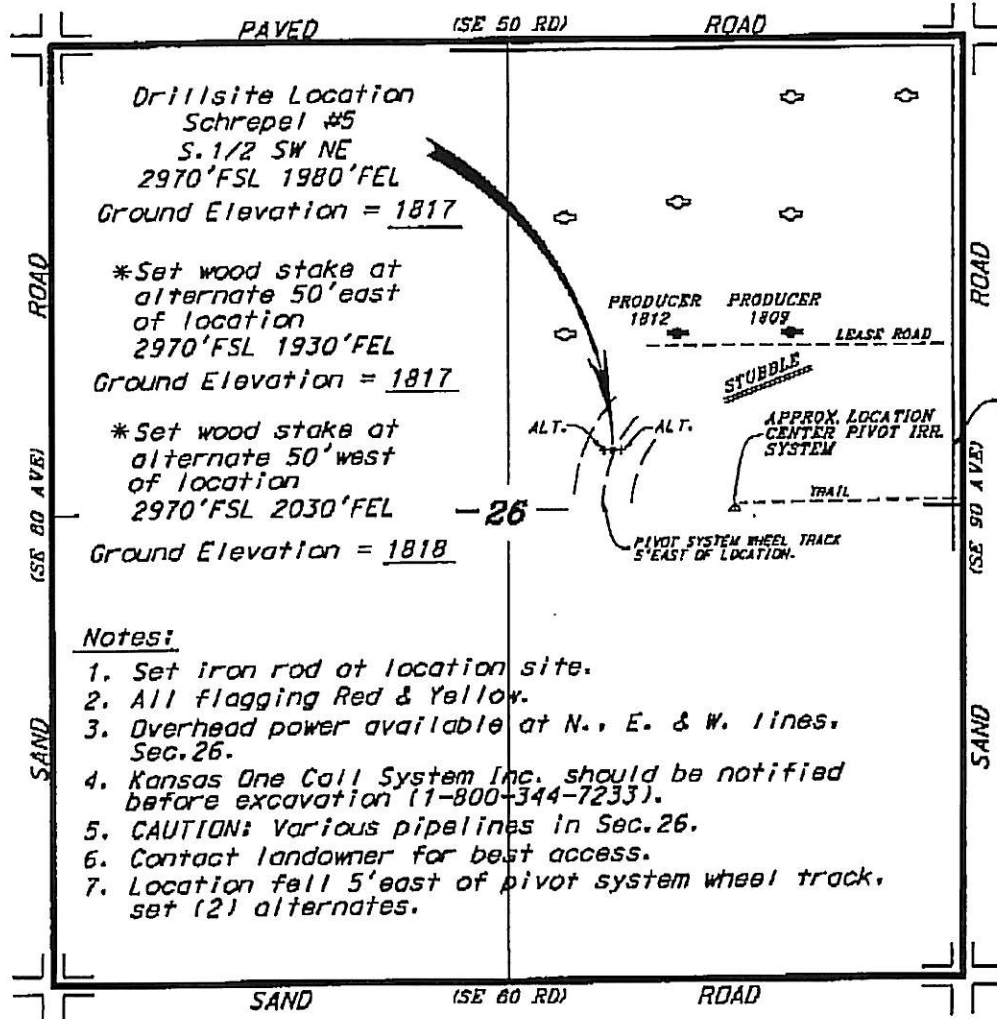 PAVED (SE 50 RD) ROAD
Drillsite Location
Schrepel #5
S.1/2 SW NE
2970'FSL 1980'FEL
Ground Elevation = 1817
*Set wood stake at
alternate 50'east
of location
2970'FSL 1930'FEL
Ground Elevation = 1817
*Set wood stake at
alternate 50'west
of location
2970'FSL 2030'FEL
Ground Elevation = 1818
ROAD
(SE 80 AVE)
SAND
PRODUCER
1812
PRODUCER
1809
LEASE ROAD
STUBBLE
ALT.
ALT.
APPROX. LOCATION
CENTER PIVOT IRR.
SYSTEM
TRAIL
26
PIVOT SYSTEM WHEEL TRACK
5'EAST OF LOCATION.
ROAD
(SE 90 AVE)
SAND
Notes:
1. Set iron rod at location site.
2. All flagging Red & Yellow.
3. Overhead power available at N., E. & W. lines,
Sec.26.
4. Kansas One Call System Inc. should be notified
before excavation (1-800-344-7233).
5. CAUTION: Various pipelines in Sec.26.
6. Contact landowner for best access.
7. Location fell 5'east of pivot system wheel track,
set (2) alternates.
SAND (SE 60 RD) ROAD